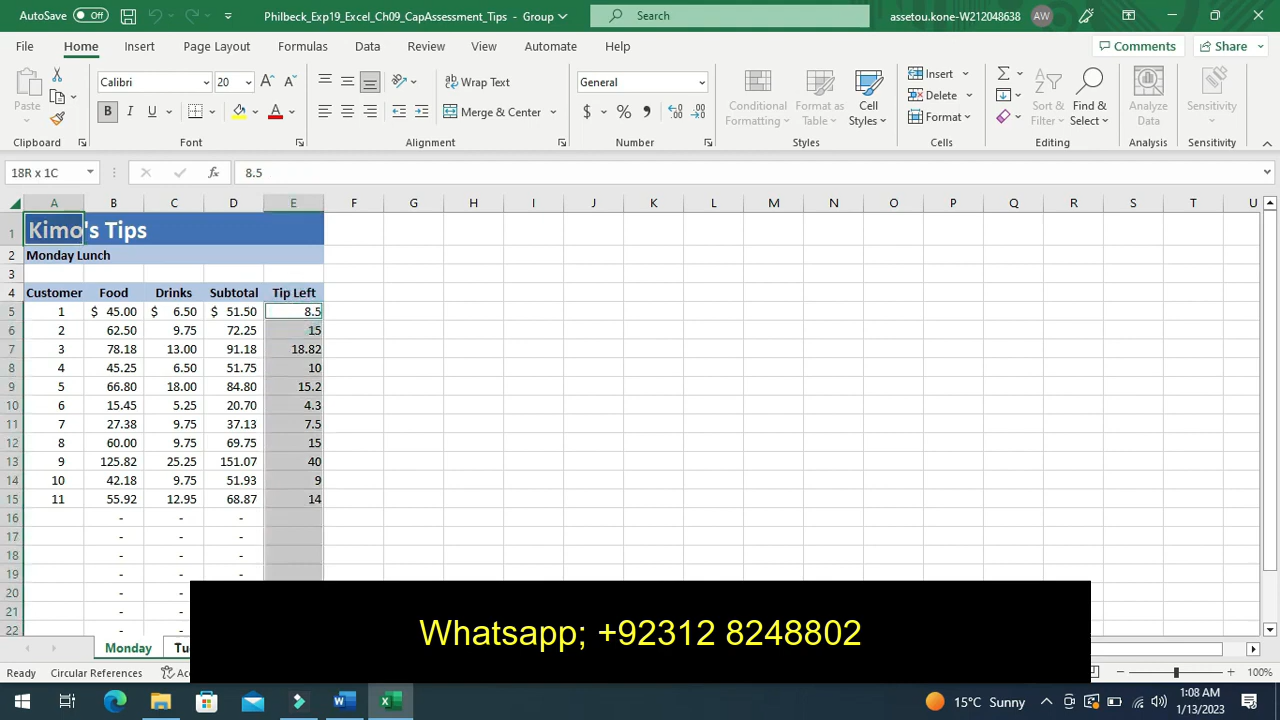 AutoSave Off Philbeck_Exp19_Excel_Ch09_CapAssessment_Tips - Group Search assetou.kone-W212048638 AW
File Home Insert Page Layout Formulas Data Review View Automate Help Comments Share
Paste Calibri 20 A A Wrap Text General Conditional Formatting Format as Table Cell Styles Insert Delete Format Sort & Filter Find & Select Analyze Data Sensitivity
B I U A Merge & Center $ % 9
Clipboard Font Alignment Number Styles Cells Editing Analysis Sensitivity
18R x 1C fx 8.5
A B C D E F G H I J K L M N O P Q R S T U
1 Kimo's Tips
2 Monday Lunch
3
4 Customer Food Drinks Subtotal Tip Left
5 1 $ 45.00 $ 6.50 $ 51.50 8.5
6 2 62.50 9.75 72.25 15
7 3 78.18 13.00 91.18 18.82
8 4 45.25 6.50 51.75 10
9 5 66.80 18.00 84.80 15.2
10 6 15.45 5.25 20.70 4.3
11 7 27.38 9.75 37.13 7.5
12 8 60.00 9.75 69.75 15
13 9 125.82 25.25 151.07 40
14 10 42.18 9.75 51.93 9
15 11 55.92 12.95 68.87 14
16 - - -
17 - - -
18 - - -
19 - - -
20 - -
21 - -
22 - -
Whatsapp; +92312 8248802
Monday Tu
Ready Circular References Acc 100%
15°C Sunny 1:08 AM
1/13/2023